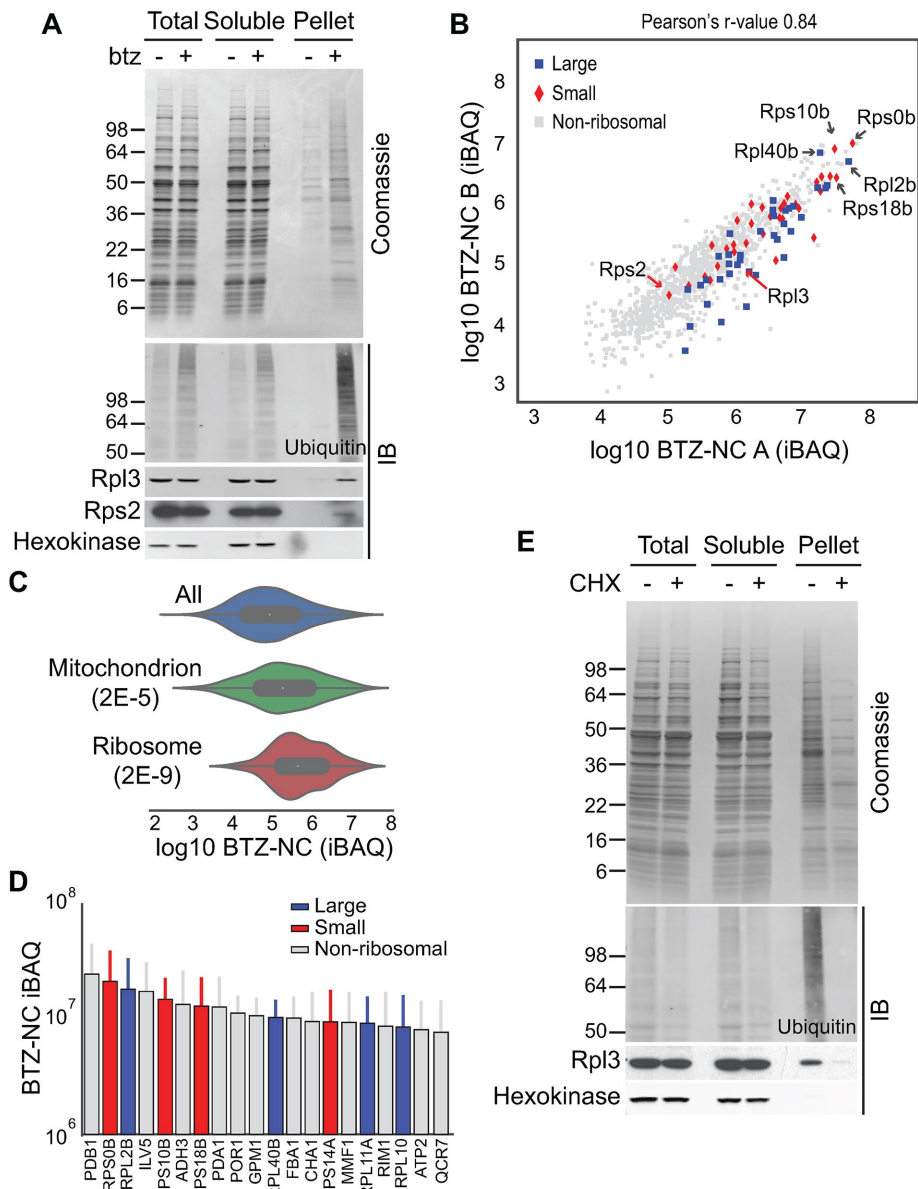 A
Total Soluble Pellet
btz - + - + - +
98
64
50
36
22
16
6
Coomassie
98
64
50
Ubiquitin
IB
Rpl3
Rps2
Hexokinase
B
Pearson's r-value 0.84
Large
Small
Non-ribosomal
Rps10b
Rps0b
Rpl40b
Rpl2b
Rps18b
Rps2
Rpl3
8
7
6
5
4
3
log10 BTZ-NC B (iBAQ)
3 4 5 6 7 8
log10 BTZ-NC A (iBAQ)
C
All
Mitochondrion
(2E-5)
Ribosome
(2E-9)
2 3 4 5 6 7 8
log10 BTZ-NC (iBAQ)
D
10^8
10^7
10^6
BTZ-NC iBAQ
Large
Small
Non-ribosomal
PDB1
RPS0B
RPL2B
ILV5
PS10B
ADH3
PS18B
PDA1
POR1
GPM1
PL40B
FBA1
CHA1
PS14A
MMF1
RPL11A
RIM1
RPL10
ATP2
QCR7
E
Total Soluble Pellet
CHX - + - + - +
98
64
50
36
22
16
6
Coomassie
98
64
50
Ubiquitin
IB
Rpl3
Hexokinase